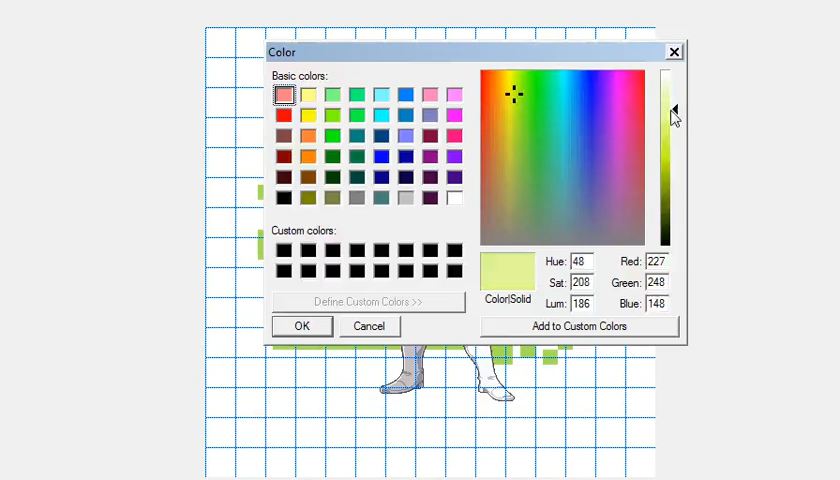 Color
Basic colors:
Custom colors:
Define Custom Colors >>
OK Cancel
Color|Solid
Hue: 48 Red: 227
Sat: 208 Green: 248
Lum: 186 Blue: 148
Add to Custom Colors